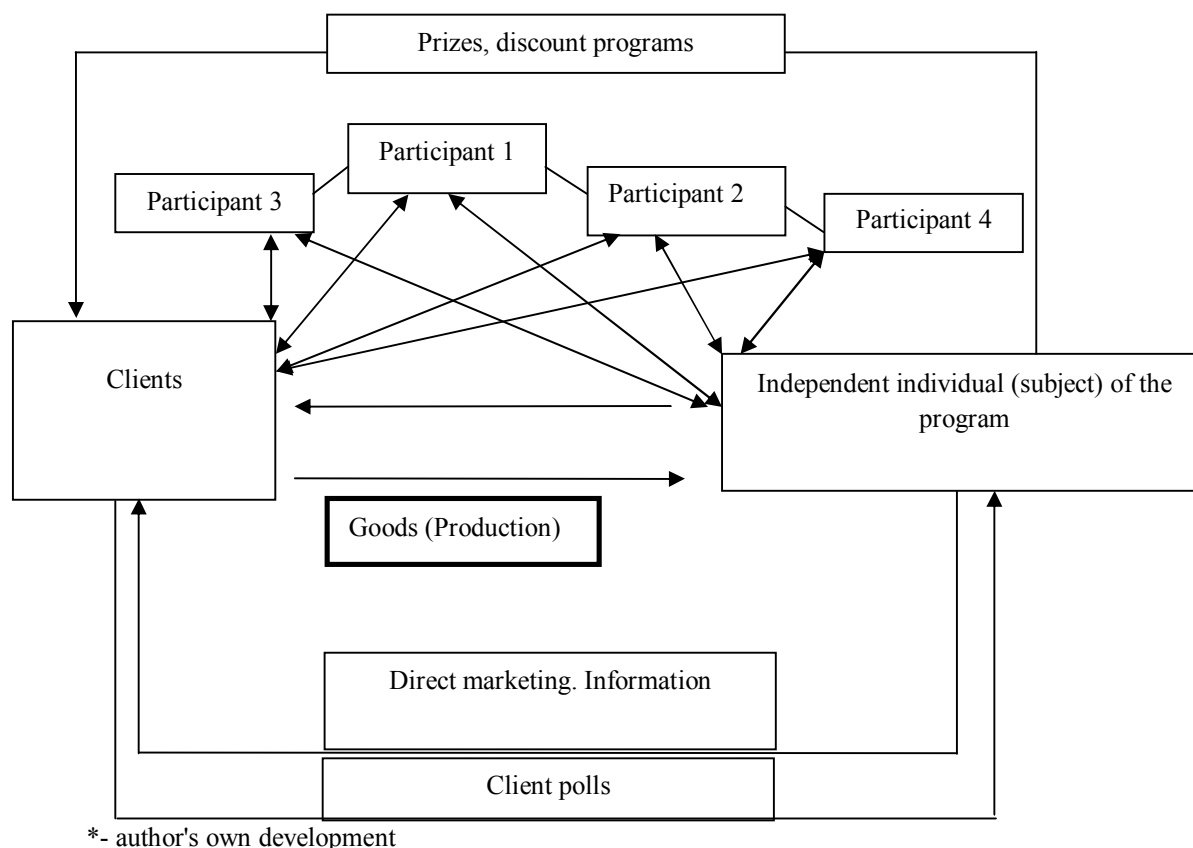 Prizes, discount programs
Participant 1
Participant 3
Participant 2
Participant 4
Clients
Independent individual (subject) of the
program
Goods (Production)
Direct marketing. Information
Client polls
*- author's own development